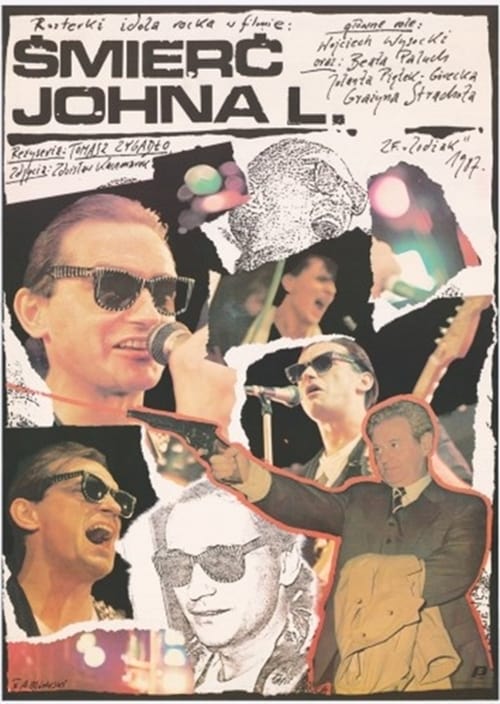 Rozterki idola rocka w filmie:
ŚMIERĆ
JOHNA L.
główne role:
Wojciech Wysocki
oraz: Beata Paluch
Jolanta Piętek-Górecka
Grażyna Strachota
Reżyseria: TOMASZ ZYGADŁO
Zdjęcia: Zdzisław Kaczmarek
ZF. "Zodiak"
1987.